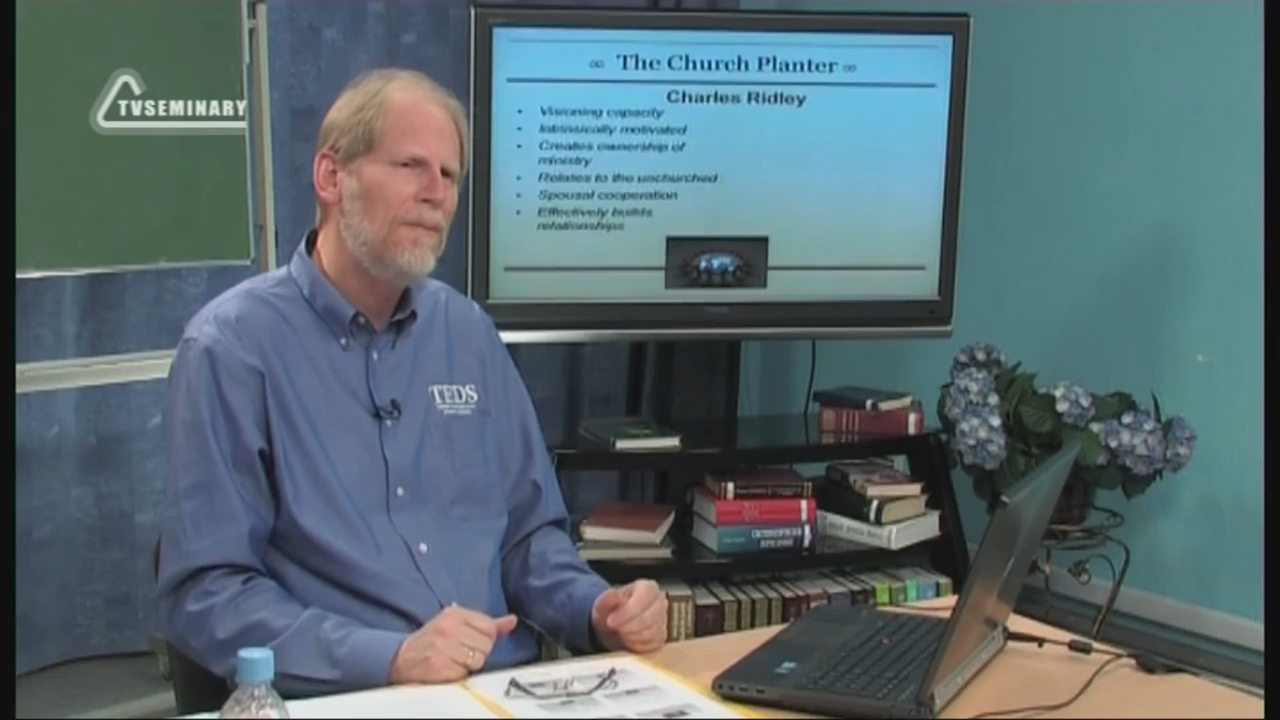 TVSEMINARY
∞ The Church Planter ∞
Charles Ridley
• Visioning capacity
• Intrinsically motivated
• Creates ownership of
ministry
• Relates to the unchurched
• Spousal cooperation
• Effectively builds
relationships
TEDS